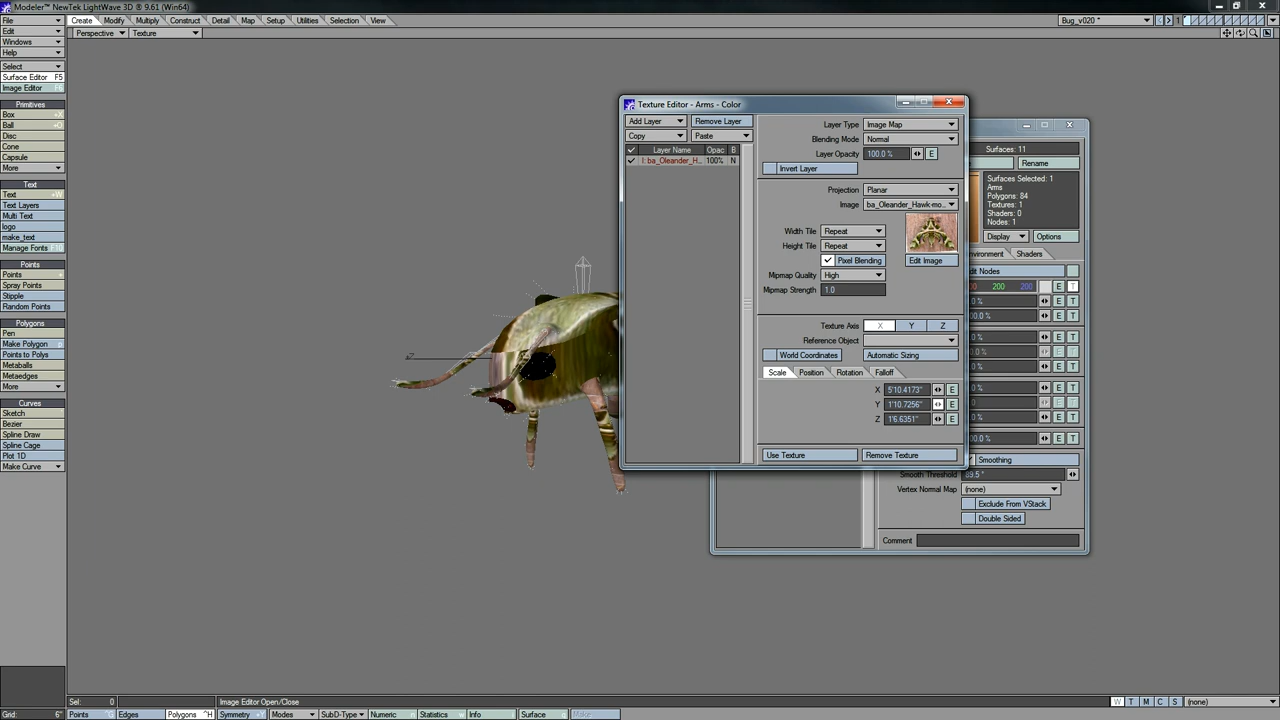 Modeler™ NewTek LightWave 3D ® 9.61 (Win64)
File
Create Modify Multiply Construct Detail Map Setup Utilities Selection View
Bug_v020 *
1
Edit
Perspective Texture
Windows
Help
Select
Surface Editor F5
Image Editor F6
Primitives
Box +X
Ball +O
Disc
Cone
Capsule
More
Text
Text +W
Text Layers
Multi Text
logo
make_text
Manage Fonts F10
Points
Points +
Spray Points
Stipple
Random Points
Polygons
Pen
Make Polygon p
Points to Polys
Metaballs
Metaedges
More
Curves
Sketch
Bezier
Spline Draw
Spline Cage
Plot 1D
Make Curve
Texture Editor - Arms - Color
Add Layer Remove Layer
Copy Paste
Layer Name Opac B
I: ba_Oleander_H... 100% N
Layer Type Image Map
Blending Mode Normal
Layer Opacity 100.0 % E
Invert Layer
Projection Planar
Image ba_Oleander_Hawk-mo...
Width Tile Repeat
Height Tile Repeat
Pixel Blending
Edit Image
Mipmap Quality High
Mipmap Strength 1.0
Texture Axis X Y Z
Reference Object
World Coordinates Automatic Sizing
Scale Position Rotation Falloff
X 5'10.4173" E
Y 1'10.7256" E
Z 1'6.6351" E
Use Texture Remove Texture
Surfaces: 11
Rename
Surfaces Selected: 1
Arms
Polygons: 84
Textures: 1
Shaders: 0
Nodes: 1
Display Options
Shaders
200 200 E T
Smoothing
Smooth Threshold 89.5 °
Vertex Normal Map (none)
Exclude From VStack
Double Sided
Comment
Z
Sel: 0 Image Editor Open/Close
W T M C S (none)
Grid: 6" Points ^G Edges Polygons ^H Symmetry +Y Modes SubD-Type Numeric n Statistics w Info i Surface q Make